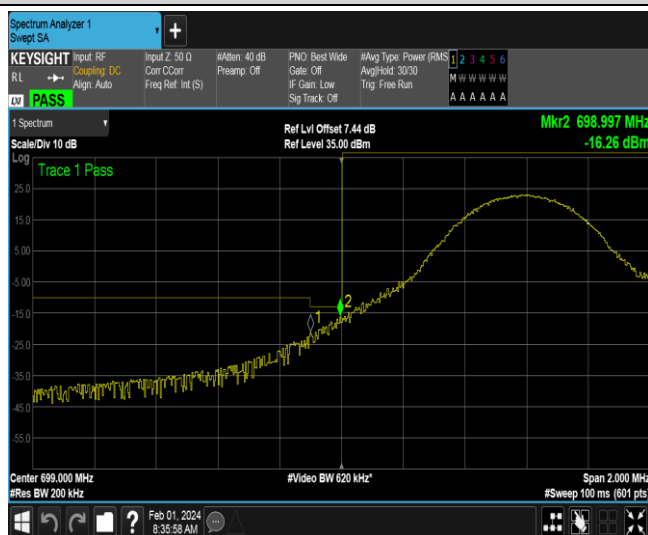 Spectrum Analyzer 1
Swept SA
+
KEYSIGHT Input: RF Input Z: 50 Ω #Atten: 40 dB PNO: Best Wide #Avg Type: Power (RMS 1 2 3 4 5 6
RL Coupling: DC Corr CCorr Preamp: Off Gate: Off Avg|Hold: 30/30 M W W W W W
Align: Auto Freq Ref: Int (S) IF Gain: Low Trig: Free Run
LXI PASS Sig Track: Off A A A A A A
1 Spectrum Ref Lvl Offset 7.44 dB Mkr2 698.997 MHz
Scale/Div 10 dB Ref Level 35.00 dBm -16.26 dBm
Log
Trace 1 Pass
25.0
15.0
5.00
-5.00
2
1
-15.0
-25.0
-35.0
-45.0
-55.0
Center 699.000 MHz #Video BW 620 kHz* Span 2.000 MHz
#Res BW 200 kHz #Sweep 100 ms (601 pts)
? Feb 01, 2024
8:35:58 AM